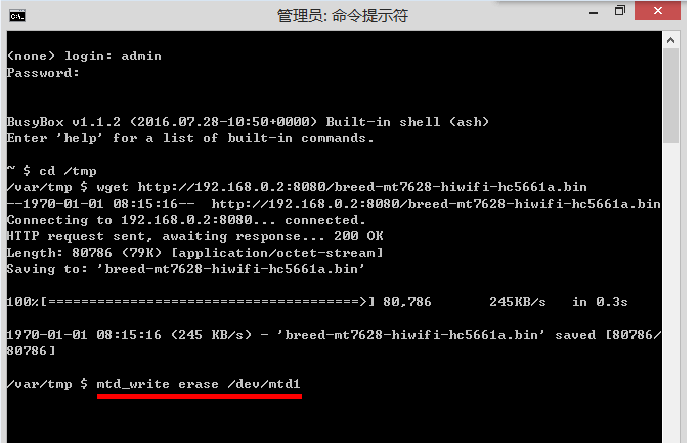 管理员: 命令提示符
(none) login: admin
Password:
BusyBox v1.1.2 (2016.07.28-10:50+0000) Built-in shell (ash)
Enter 'help' for a list of built-in commands.
~ $ cd /tmp
/var/tmp $ wget http://192.168.0.2:8080/breed-mt7628-hiwifi-hc5661a.bin
--1970-01-01 08:15:16--  http://192.168.0.2:8080/breed-mt7628-hiwifi-hc5661a.bin
Connecting to 192.168.0.2:8080... connected.
HTTP request sent, awaiting response... 200 OK
Length: 80786 (79K) [application/octet-stream]
Saving to: 'breed-mt7628-hiwifi-hc5661a.bin'
100%[======================================>] 80,786       245KB/s   in 0.3s
1970-01-01 08:15:16 (245 KB/s) - 'breed-mt7628-hiwifi-hc5661a.bin' saved [80786/
80786]
/var/tmp $ mtd_write erase /dev/mtd1